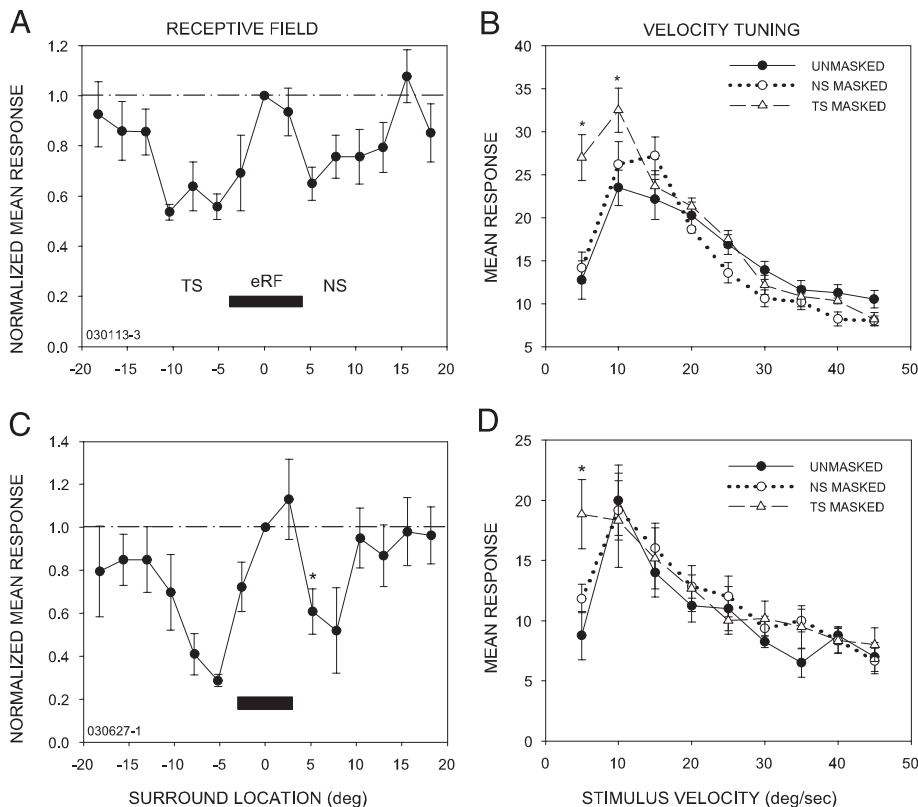 A
RECEPTIVE FIELD
NORMALIZED MEAN RESPONSE
1.2
1.0
0.8
0.6
0.4
0.2
0.0
TS
eRF
NS
030113-3
-20 -15 -10 -5 0 5 10 15 20
B
VELOCITY TUNING
MEAN RESPONSE
40
35
30
25
20
15
10
5
UNMASKED
NS MASKED
TS MASKED
*
*
0 10 20 30 40 50
C
NORMALIZED MEAN RESPONSE
1.4
1.2
1.0
0.8
0.6
0.4
0.2
0.0
*
030627-1
-20 -15 -10 -5 0 5 10 15 20
SURROUND LOCATION (deg)
D
MEAN RESPONSE
25
20
15
10
5
0
*
UNMASKED
NS MASKED
TS MASKED
0 10 20 30 40 50
STIMULUS VELOCITY (deg/sec)